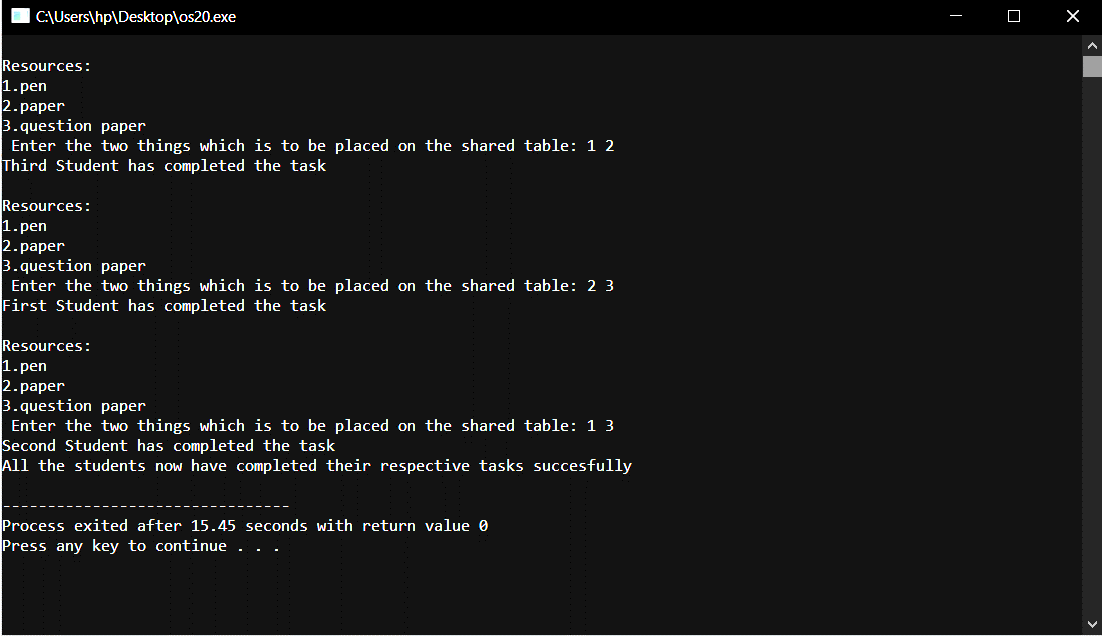 C:\Users\hp\Desktop\os20.exe
Resources:
1.pen
2.paper
3.question paper
Enter the two things which is to be placed on the shared table: 1 2
Third Student has completed the task
Resources:
1.pen
2.paper
3.question paper
Enter the two things which is to be placed on the shared table: 2 3
First Student has completed the task
Resources:
1.pen
2.paper
3.question paper
Enter the two things which is to be placed on the shared table: 1 3
Second Student has completed the task
All the students now have completed their respective tasks succesfully
--------------------------------
Process exited after 15.45 seconds with return value 0
Press any key to continue . . .